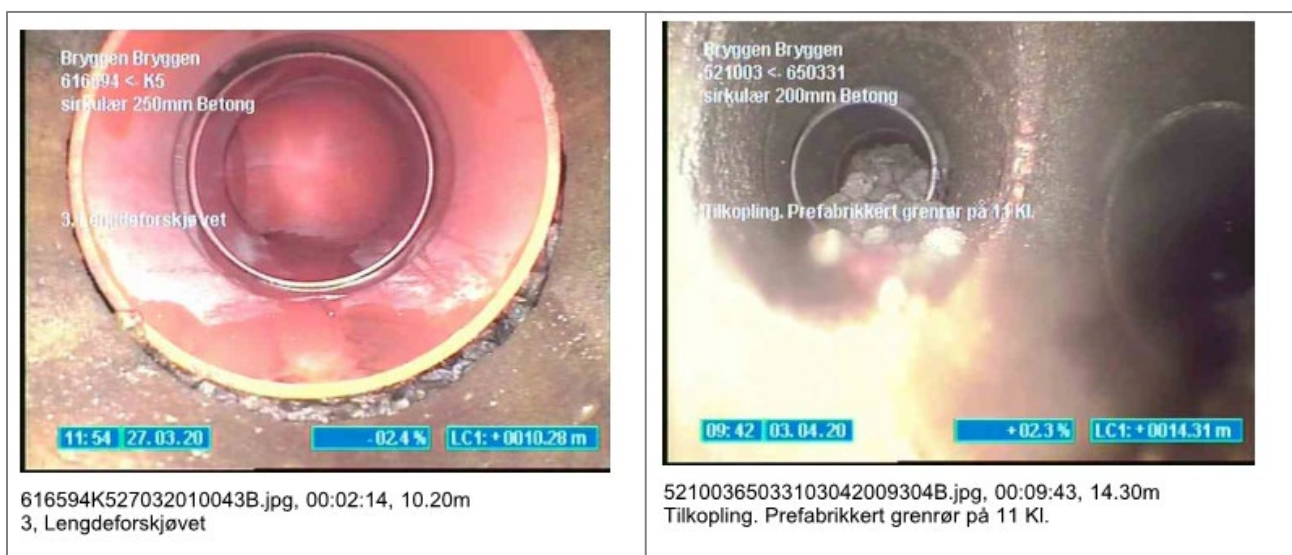 Bryggen Bryggen
616594 <- K5
sirkulær 250mm Betong
3. Lengdeforskjøvet
11:54 27.03.20 -02.4 % LC1: +0010.28 m
616594K527032010043B.jpg, 00:02:14, 10.20m
3, Lengdeforskjøvet
Bryggen Bryggen
521003 <- 650331
sirkulær 200mm Betong
Tilkopling. Prefabrikkert grenrør på 11 Kl.
09:42 03.04.20 +02.3 % LC1: +0014.31 m
521003650331103042009304B.jpg, 00:09:43, 14.30m
Tilkopling. Prefabrikkert grenrør på 11 Kl.